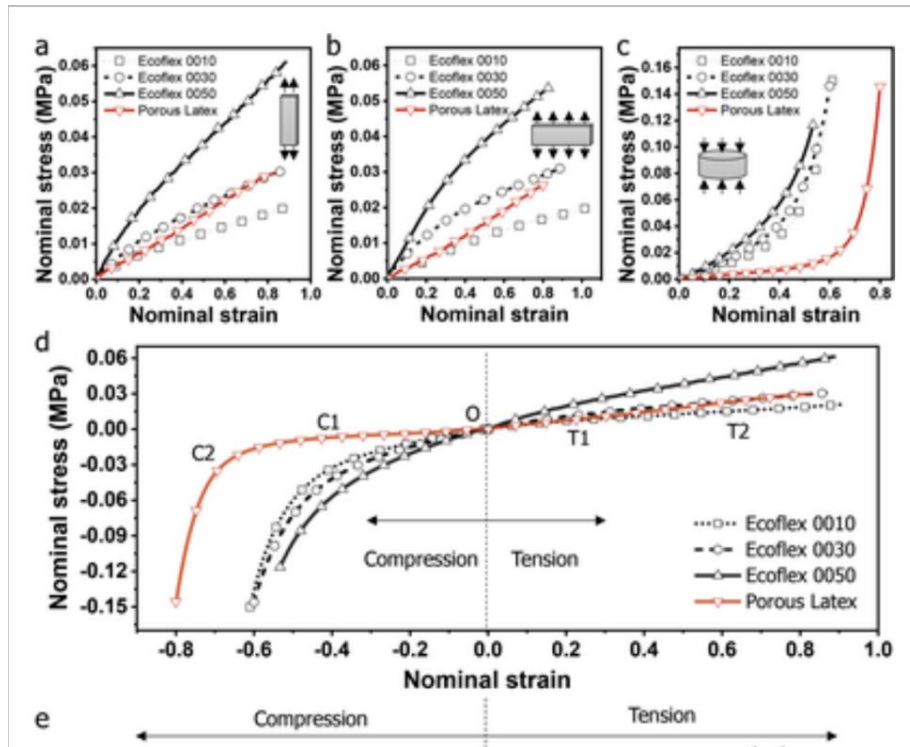 a
Nominal stress (MPa)
0.06
0.05
0.04
0.03
0.02
0.01
0.00
Ecoflex 0010
Ecoflex 0030
Ecoflex 0050
Porous Latex
0.0 0.2 0.4 0.6 0.8 1.0
Nominal strain
b
Nominal stress (MPa)
0.06
0.05
0.04
0.03
0.02
0.01
0.00
Ecoflex 0010
Ecoflex 0030
Ecoflex 0050
Porous Latex
0.0 0.2 0.4 0.6 0.8 1.0
Nominal strain
c
Nominal stress (MPa)
0.16
0.14
0.12
0.10
0.08
0.06
0.04
0.02
0.00
Ecoflex 0010
Ecoflex 0030
Ecoflex 0050
Porous Latex
0.0 0.2 0.4 0.6 0.8
Nominal strain
d
Nominal stress (MPa)
0.06
0.03
0.00
-0.03
-0.06
-0.09
-0.12
-0.15
C2
C1
O
T1
T2
Compression
Tension
Ecoflex 0010
Ecoflex 0030
Ecoflex 0050
Porous Latex
-0.8 -0.6 -0.4 -0.2 0.0 0.2 0.4 0.6 0.8 1.0
Nominal strain
e
Compression
Tension